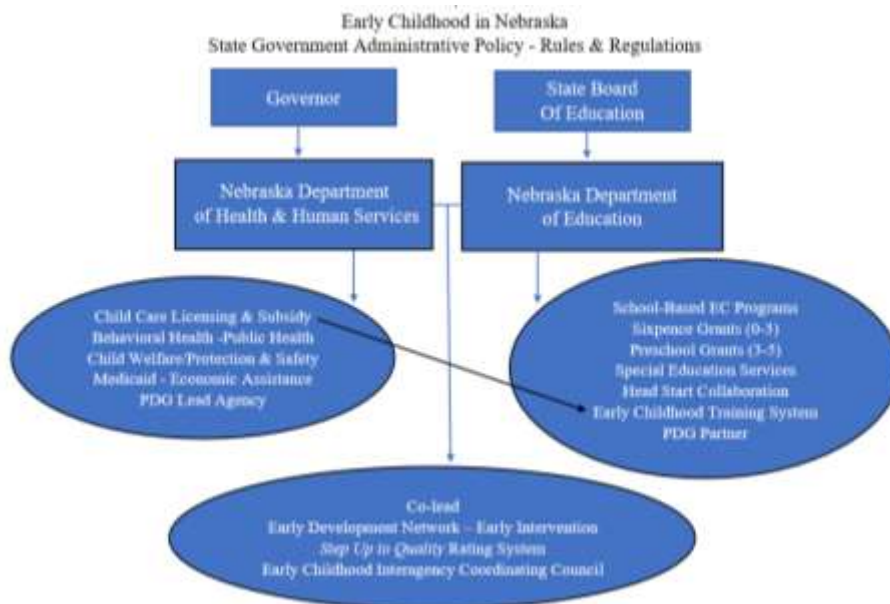 Early Childhood in Nebraska
State Government Administrative Policy - Rules & Regulations
Governor
State Board
Of Education
Nebraska Department
of Health & Human Services
Nebraska Department
of Education
Child Care Licensing & Subsidy
Behavioral Health -Public Health
Child Welfare/Protection & Safety
Medicaid - Economic Assistance
PDG Lead Agency
School-Based EC Programs
Sixpence Grants (0-3)
Preschool Grants (3-5)
Special Education Services
Head Start Collaboration
Early Childhood Training System
PDG Partner
Co-lead
Early Development Network – Early Intervention
Step Up to Quality Rating System
Early Childhood Interagency Coordinating Council